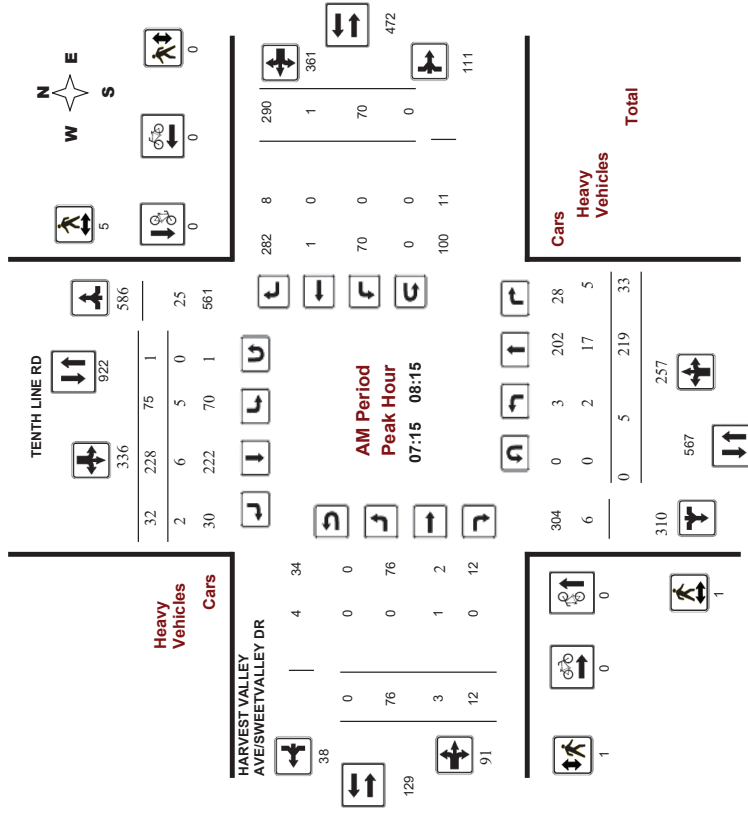 N
W E
S
TENTH LINE RD
922
336
586
32 228 75 1
2 6 5 0 25
30 222 70 1 561
Heavy
Vehicles
Cars
5
0
0
0
HARVEST VALLEY
AVE/SWEETVALLEY DR
38
129
91
4 34
0 0 0
76 0 76
3 1 2
12 0 12
AM Period
Peak Hour
07:15 08:15
282 8 290
1 0 1
70 0 70
0 0 0
100 11
361
472
111
Cars
Heavy
Vehicles
Total
304 0 3 202 28
6 0 2 17 5
0 5 219 33
310
567
257
1
0
0
1